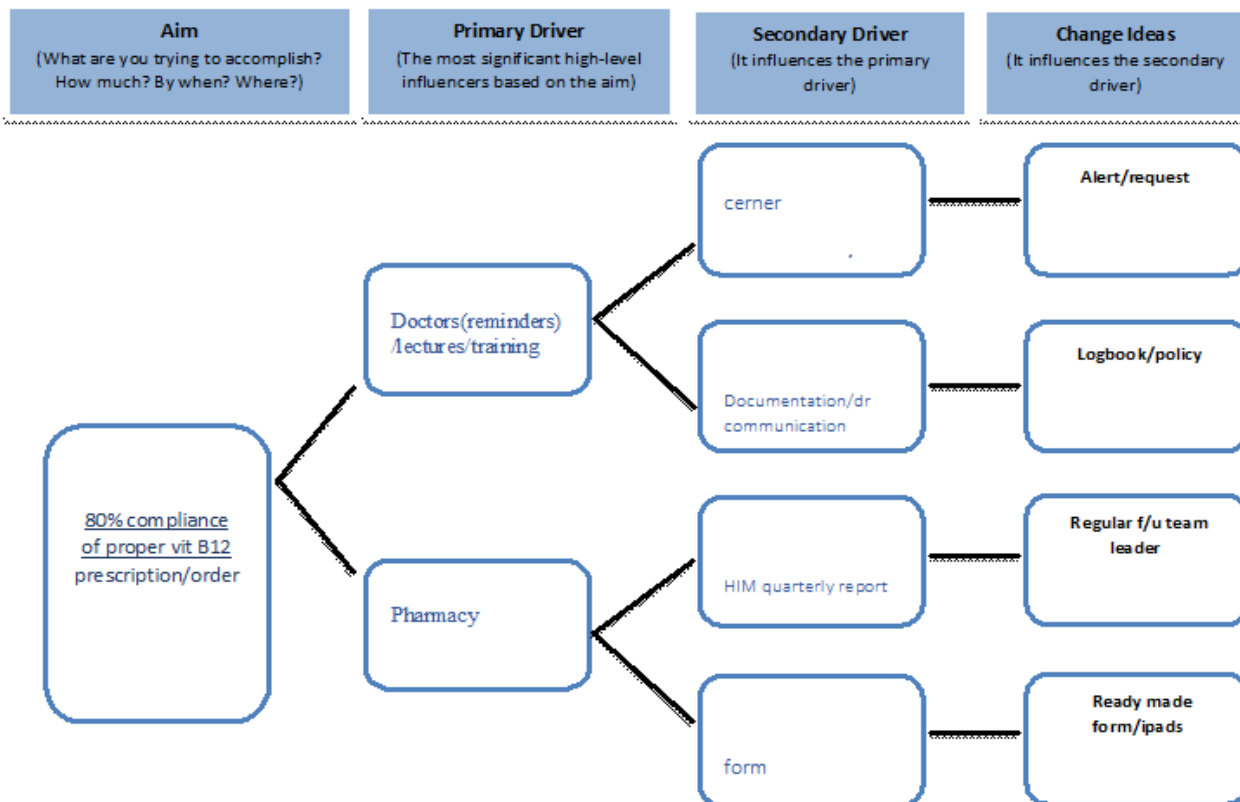 Aim
(What are you trying to accomplish?
How much? By when? Where?)
Primary Driver
(The most significant high-level
influencers based on the aim)
Secondary Driver
(It influences the primary
driver)
Change Ideas
(It influences the secondary
driver)
80% compliance
of proper vit B12
prescription/order
Doctors(reminders)
/lectures/training
Pharmacy
cerner
Documentation/dr
communication
HIM quarterly report
form
Alert/request
Logbook/policy
Regular f/u team
leader
Ready made
form/ipads